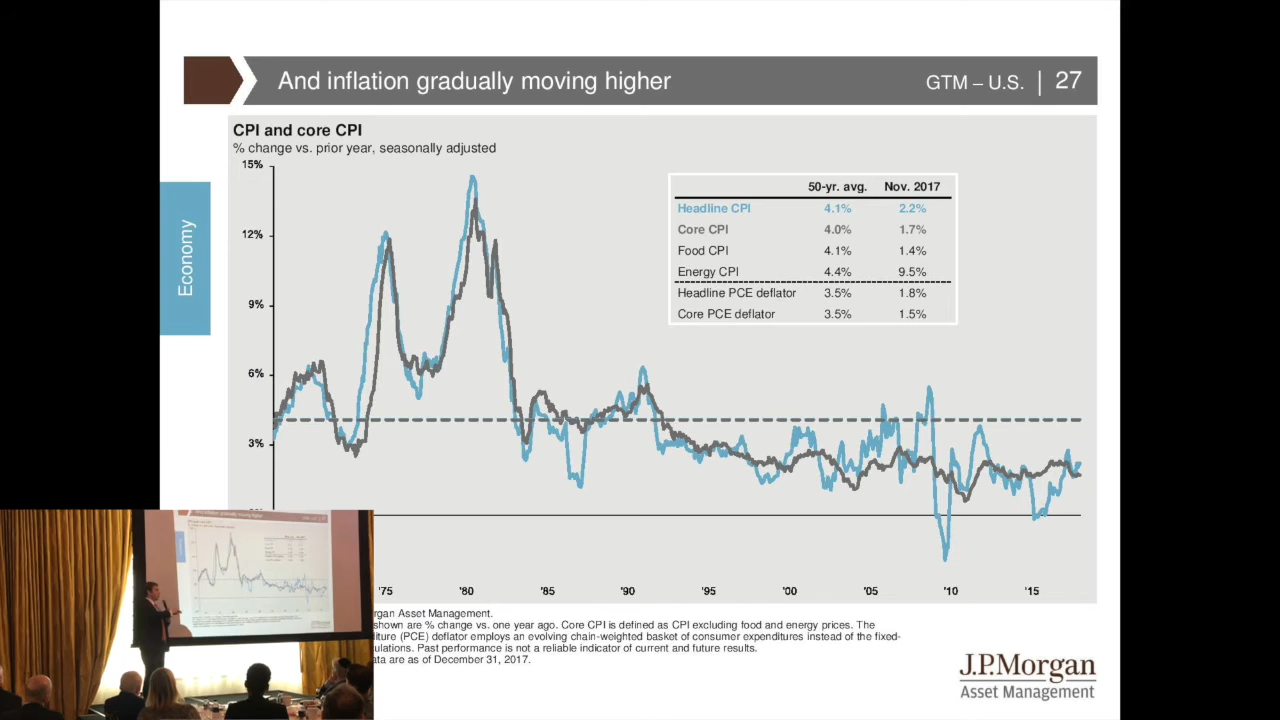 And inflation gradually moving higher
GTM – U.S. | 27
Economy
CPI and core CPI
% change vs. prior year, seasonally adjusted
15%
12%
9%
6%
3%
50-yr. avg. Nov. 2017
Headline CPI 4.1% 2.2%
Core CPI 4.0% 1.7%
Food CPI 4.1% 1.4%
Energy CPI 4.4% 9.5%
Headline PCE deflator 3.5% 1.8%
Core PCE deflator 3.5% 1.5%
'75 '80 '85 '90 '95 '00 '05 '10 '15
rgan Asset Management.
shown are % change vs. one year ago. Core CPI is defined as CPI excluding food and energy prices. The
diture (PCE) deflator employs an evolving chain-weighted basket of consumer expenditures instead of the fixed-
ulations. Past performance is not a reliable indicator of current and future results.
ata are as of December 31, 2017.
J.P.Morgan
Asset Management
And inflation gradually moving higher